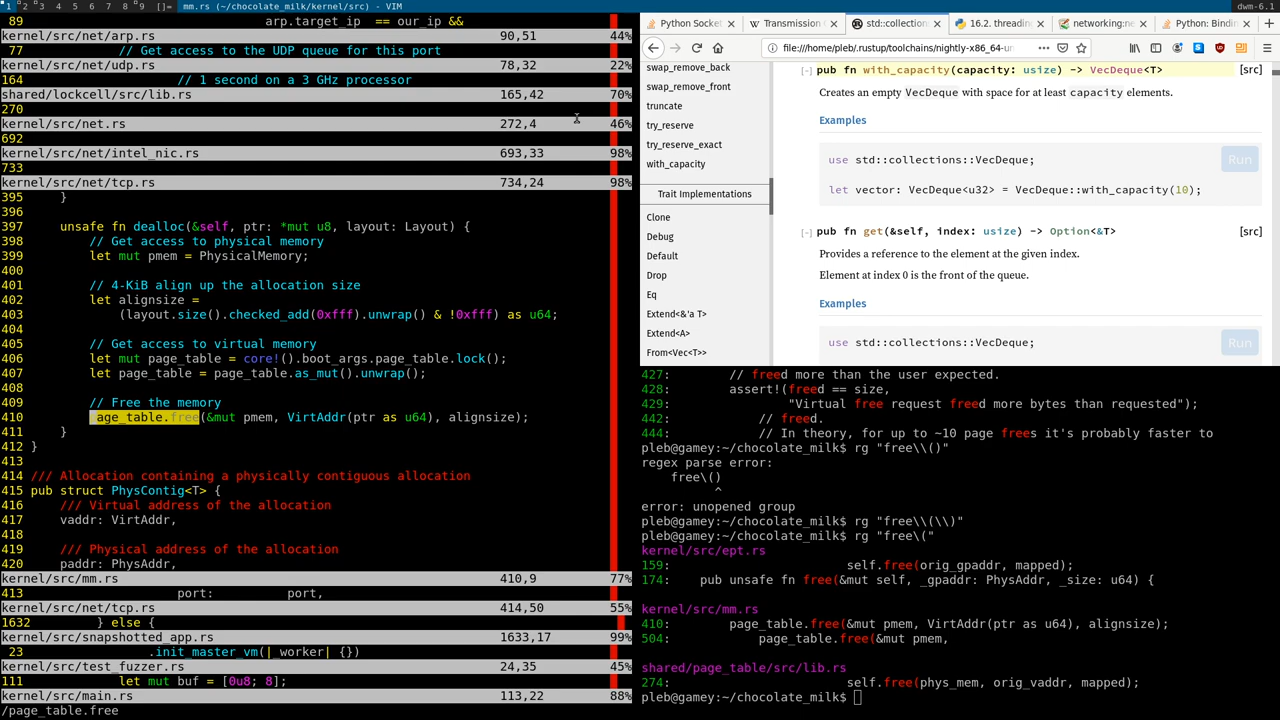 1 2 3 4 5 6 7 8 9 []= mm.rs (~/chocolate_milk/kernel/src) - VIM dwm-6.1
89 arp.target_ip == our_ip &&
kernel/src/net/arp.rs 90,51 44%
77 // Get access to the UDP queue for this port
kernel/src/net/udp.rs 78,32 22%
164 // 1 second on a 3 GHz processor
shared/lockcell/src/lib.rs 165,42 70%
270
kernel/src/net.rs 272,4 46%
692
kernel/src/net/intel_nic.rs 693,33 98%
733
kernel/src/net/tcp.rs 734,24 98%
395 }
396
397 unsafe fn dealloc(&self, ptr: *mut u8, layout: Layout) {
398 // Get access to physical memory
399 let mut pmem = PhysicalMemory;
400
401 // 4-KiB align up the allocation size
402 let alignsize =
403 (layout.size().checked_add(0xfff).unwrap() & !0xfff) as u64;
404
405 // Get access to virtual memory
406 let mut page_table = core!().boot_args.page_table.lock();
407 let page_table = page_table.as_mut().unwrap();
408
409 // Free the memory
410 age_table.free(&mut pmem, VirtAddr(ptr as u64), alignsize);
411 }
412 }
413
414 /// Allocation containing a physically contiguous allocation
415 pub struct PhysContig<T> {
416 /// Virtual address of the allocation
417 vaddr: VirtAddr,
418
419 /// Physical address of the allocation
420 paddr: PhysAddr,
kernel/src/mm.rs 410,9 77%
413 port: port,
kernel/src/net/tcp.rs 414,50 55%
1632 } else {
kernel/src/snapshotted_app.rs 1633,17 99%
23 .init_master_vm(|_worker| {})
kernel/src/test_fuzzer.rs 24,35 45%
111 let mut buf = [0u8; 8];
kernel/src/main.rs 113,22 88%
/page_table.free
Python Socket
Transmission C
std::collection
16.2. threading
networking:ne
Python: Bindin
file:///home/pleb/.rustup/toolchains/nightly-x86_64-un
swap_remove_back
swap_remove_front
truncate
try_reserve
try_reserve_exact
with_capacity
Trait Implementations
Clone
Debug
Default
Drop
Eq
Extend<&'a T>
Extend<A>
From<Vec<T>>
[-] pub fn with_capacity(capacity: usize) -> VecDeque<T> [src]
Creates an empty VecDeque with space for at least capacity elements.
Examples
use std::collections::VecDeque; Run
let vector: VecDeque<u32> = VecDeque::with_capacity(10);
[-] pub fn get(&self, index: usize) -> Option<&T> [src]
Provides a reference to the element at the given index.
Element at index 0 is the front of the queue.
Examples
use std::collections::VecDeque; Run
427: // freed more than the user expected.
428: assert!(freed == size,
429: "Virtual free request freed more bytes than requested");
442: // freed.
444: // In theory, for up to ~10 page frees it's probably faster to
pleb@gamey:~/chocolate_milk$ rg "free\\()"
regex parse error:
free\()
^
error: unopened group
pleb@gamey:~/chocolate_milk$ rg "free\\(\\)"
pleb@gamey:~/chocolate_milk$ rg "free\("
kernel/src/ept.rs
159: self.free(orig_gpaddr, mapped);
174: pub unsafe fn free(&mut self, _gpaddr: PhysAddr, _size: u64) {
kernel/src/mm.rs
410: page_table.free(&mut pmem, VirtAddr(ptr as u64), alignsize);
504: page_table.free(&mut pmem,
shared/page_table/src/lib.rs
274: self.free(phys_mem, orig_vaddr, mapped);
pleb@gamey:~/chocolate_milk$